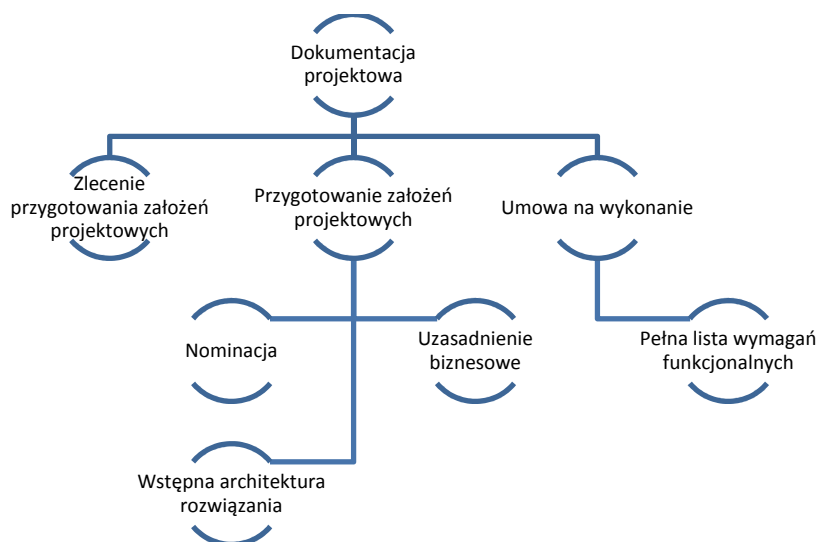 Dokumentacja
projektowa
Zlecenie
przygotowania założeń
projektowych
Przygotowanie założeń
projektowych
Umowa na wykonanie
Nominacja
Uzasadnienie
biznesowe
Pełna lista wymagań
funkcjonalnych
Wstępna architektura
rozwiązania